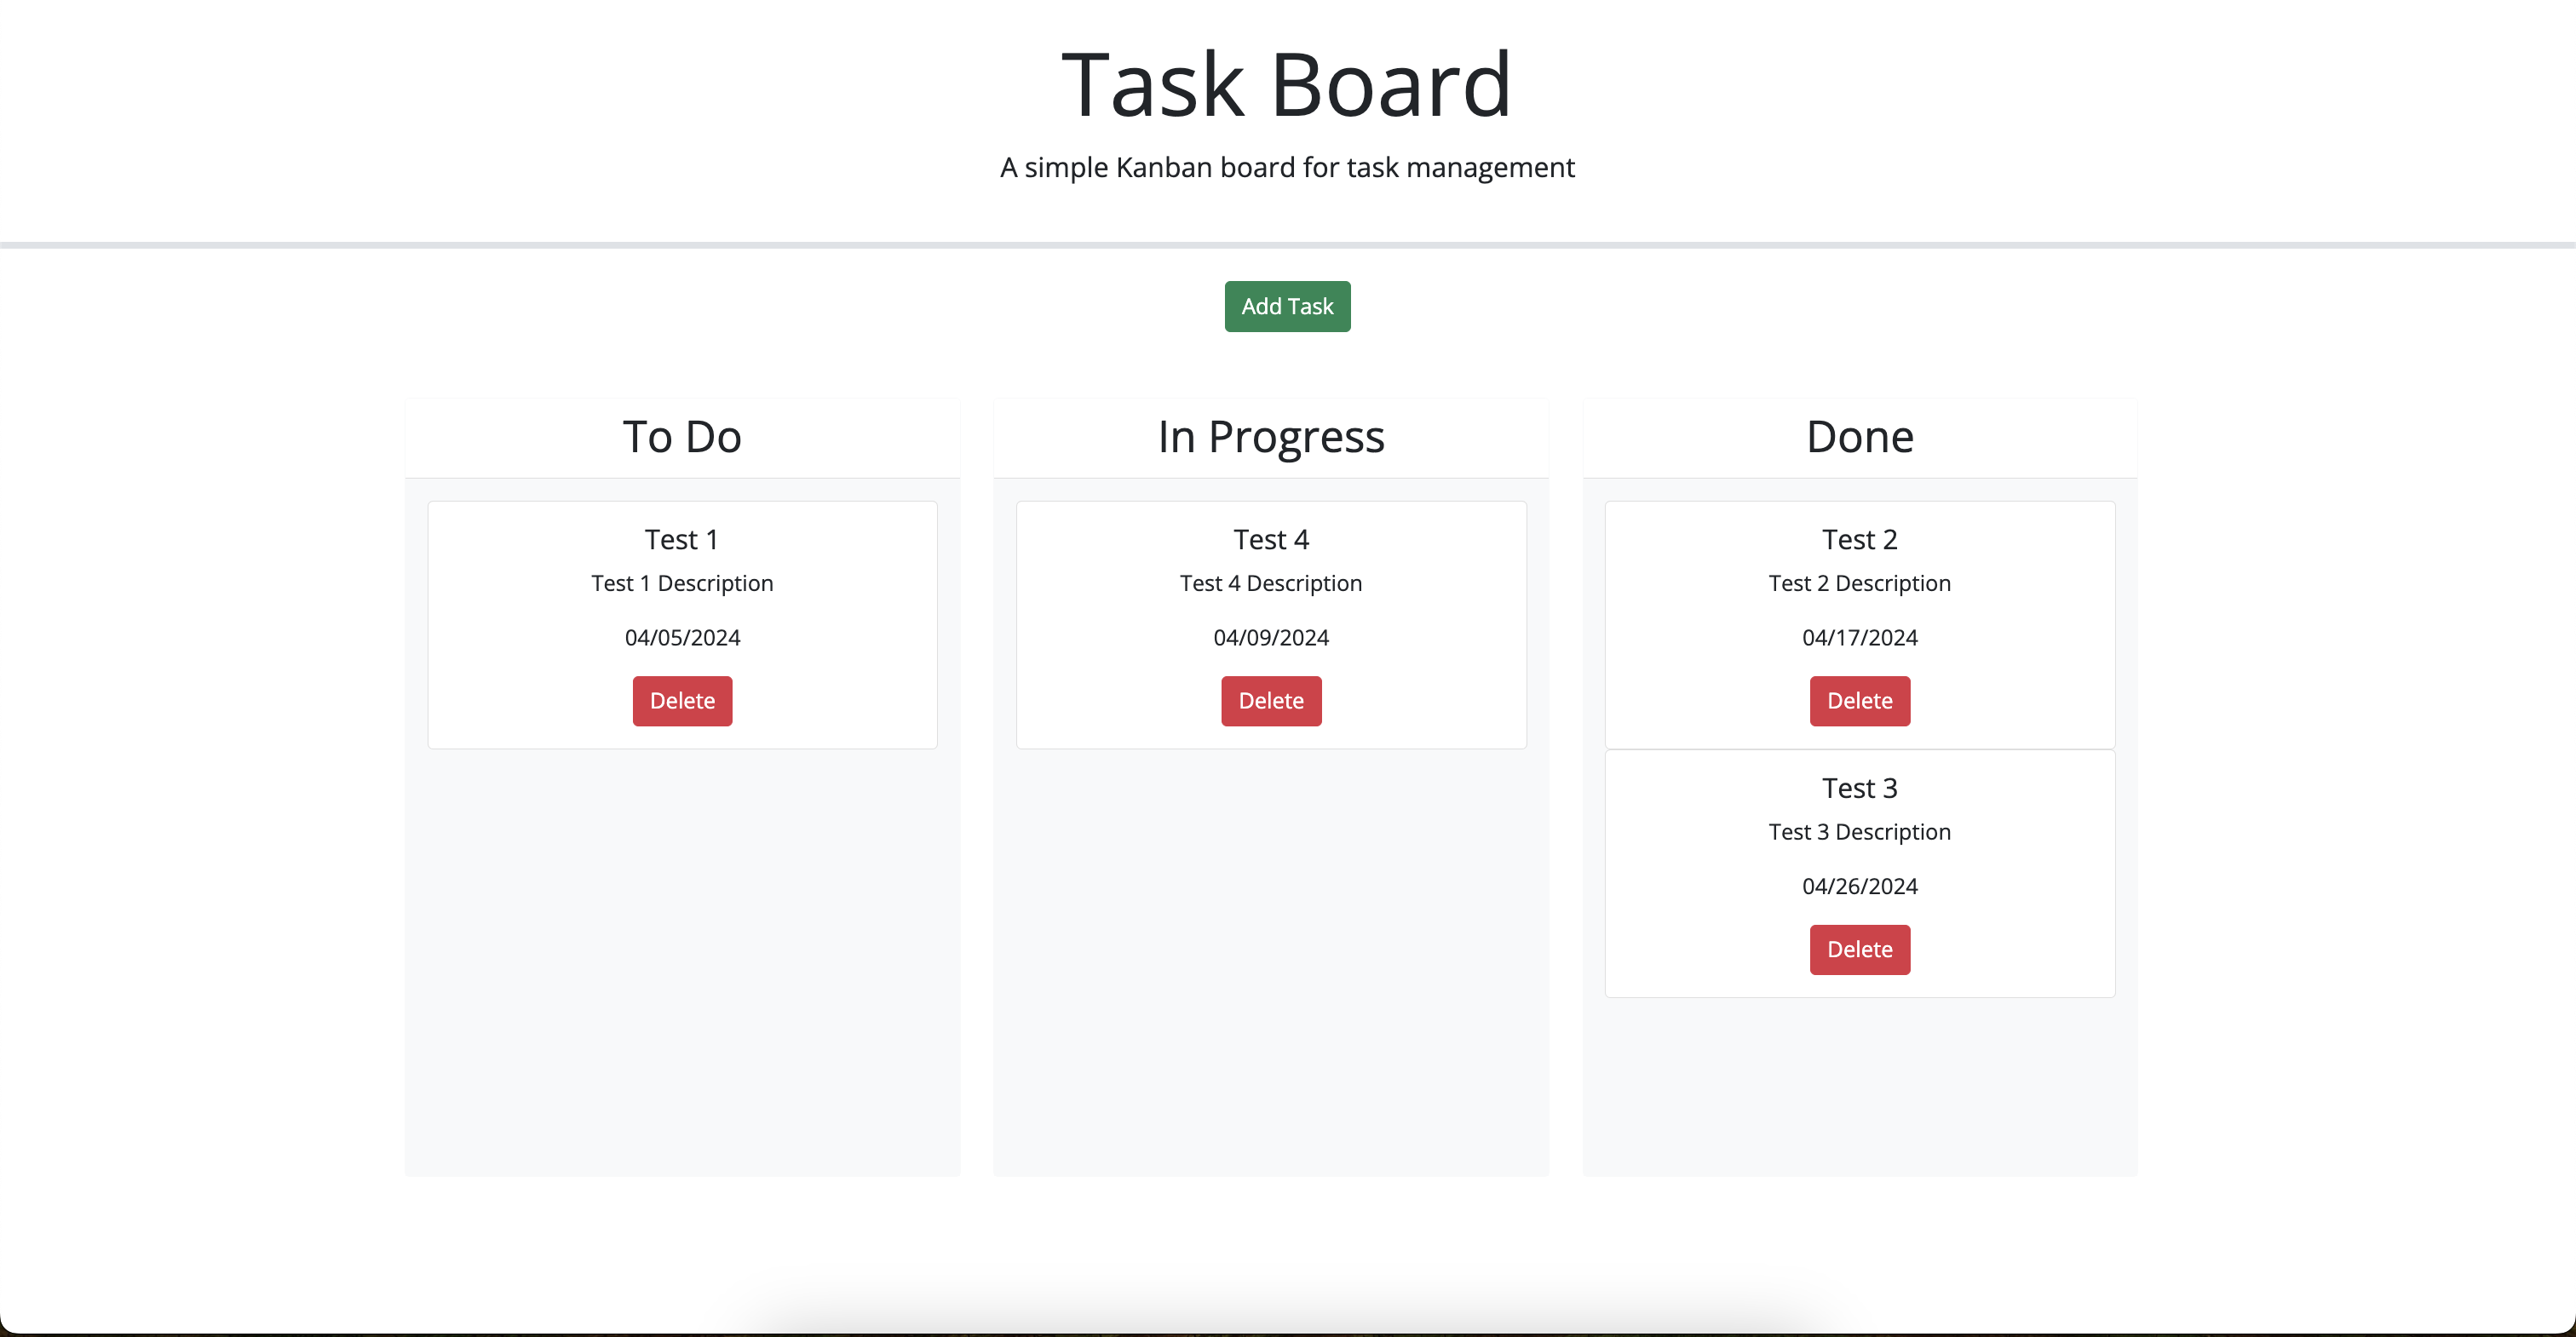 Task Board
A simple Kanban board for task management
Add Task
To Do
Test 1
Test 1 Description
04/05/2024
Delete
In Progress
Test 4
Test 4 Description
04/09/2024
Delete
Done
Test 2
Test 2 Description
04/17/2024
Delete
Test 3
Test 3 Description
04/26/2024
Delete